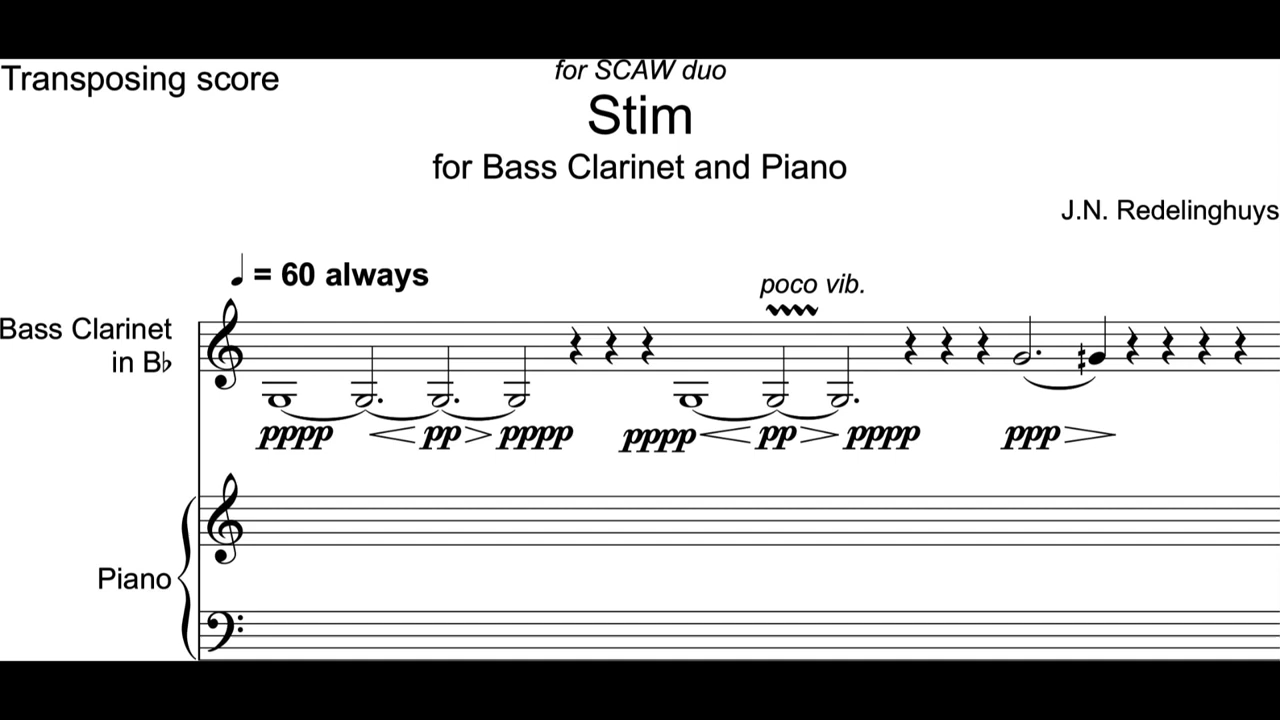 for SCAW duo
Transposing score
Stim
for Bass Clarinet and Piano
J.N. Redelinghuys
♩ = 60 always
poco vib.
Bass Clarinet
in B♭
pppp pp pppp pppp pp pppp ppp
Piano